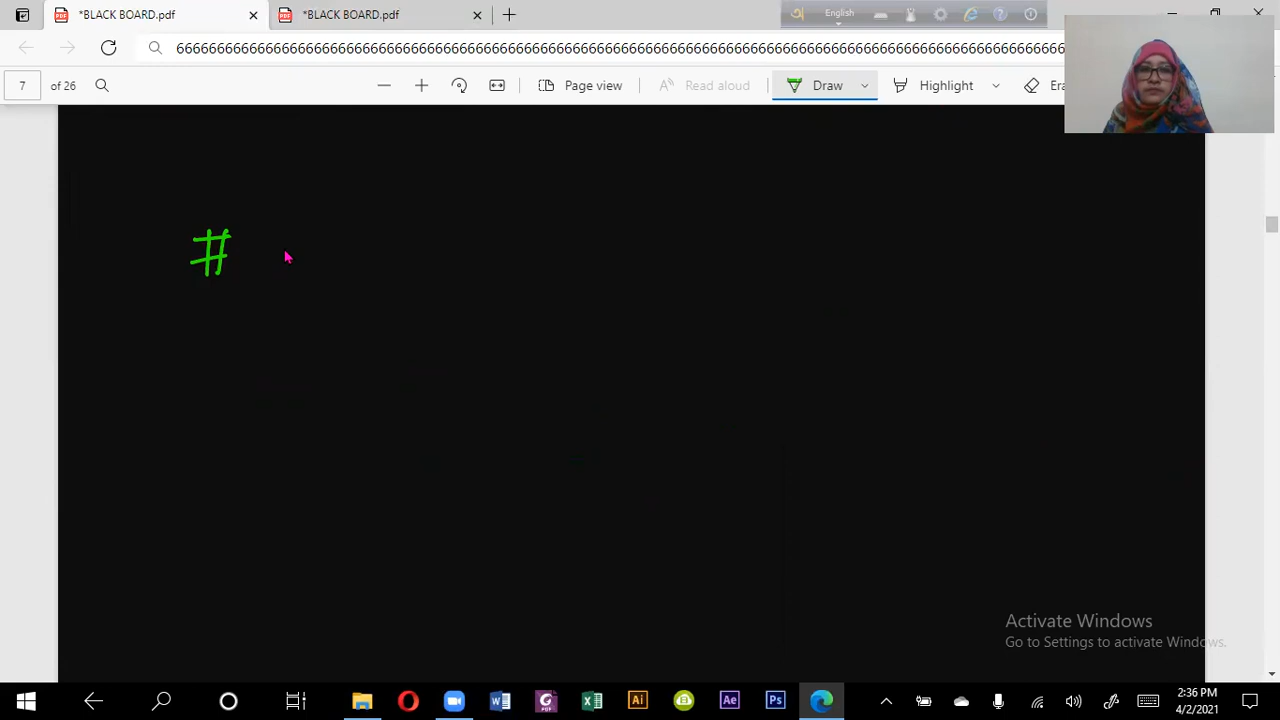 *BLACK BOARD.pdf
*BLACK BOARD.pdf
English
7 of 26
Page view
Read aloud
Draw
Highlight
Era
#
Activate Windows
Go to Settings to activate Windows.
2:36 PM
4/2/2021